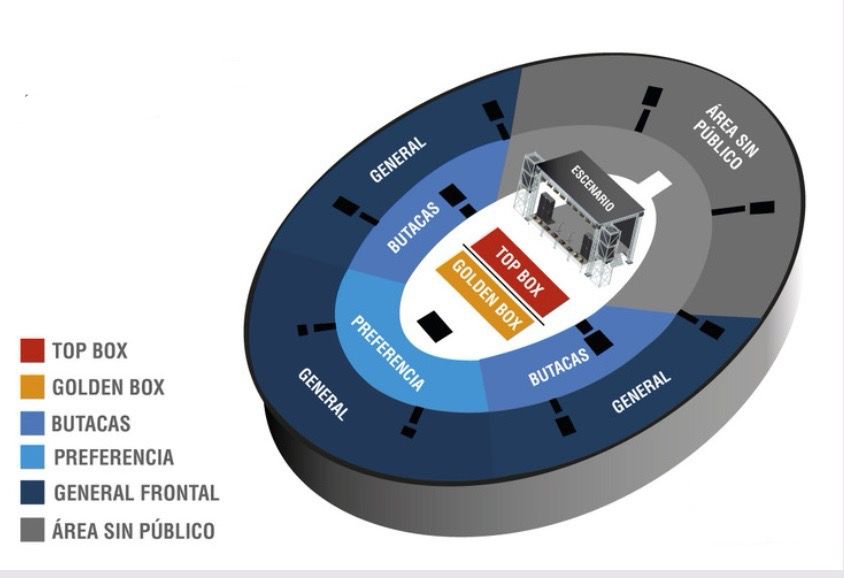 GENERAL
ÁREA SIN
PÚBLICO
ESCENARIO
BUTACAS
TOP BOX
GOLDEN BOX
PREFERENCIA
BUTACAS
GENERAL
GENERAL
TOP BOX
GOLDEN BOX
BUTACAS
PREFERENCIA
GENERAL FRONTAL
ÁREA SIN PÚBLICO